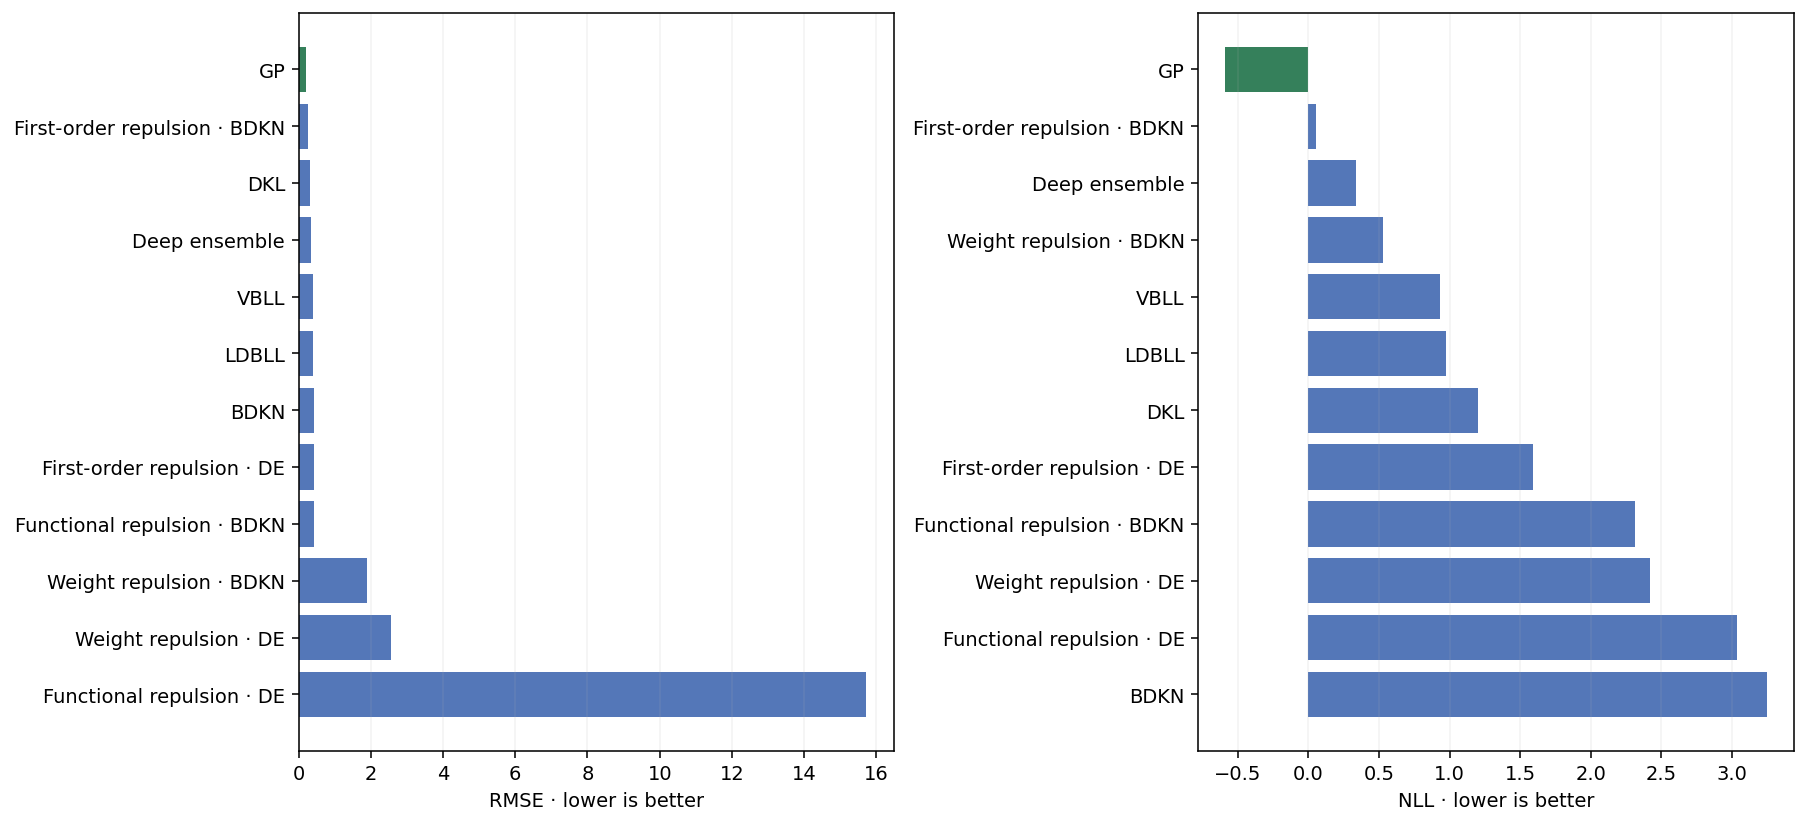 GP
First-order repulsion · BDKN
DKL
Deep ensemble
VBLL
LDBLL
BDKN
First-order repulsion · DE
Functional repulsion · BDKN
Weight repulsion · BDKN
Weight repulsion · DE
Functional repulsion · DE
0 2 4 6 8 10 12 14 16
RMSE · lower is better
GP
First-order repulsion · BDKN
Deep ensemble
Weight repulsion · BDKN
VBLL
LDBLL
DKL
First-order repulsion · DE
Functional repulsion · BDKN
Weight repulsion · DE
Functional repulsion · DE
BDKN
−0.5 0.0 0.5 1.0 1.5 2.0 2.5 3.0
NLL · lower is better